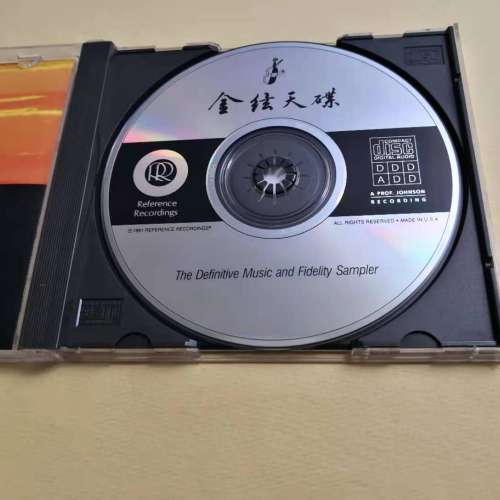 金絃天碟
RR
Reference
Recordings
®
COMPACT
disc
DIGITAL AUDIO
DDD
ADD
A PROF. JOHNSON
RECORDING
℗ 1991 REFERENCE RECORDINGS®
ALL RIGHTS RESERVED • MADE IN U.S.A.
The Definitive Music and Fidelity Sampler